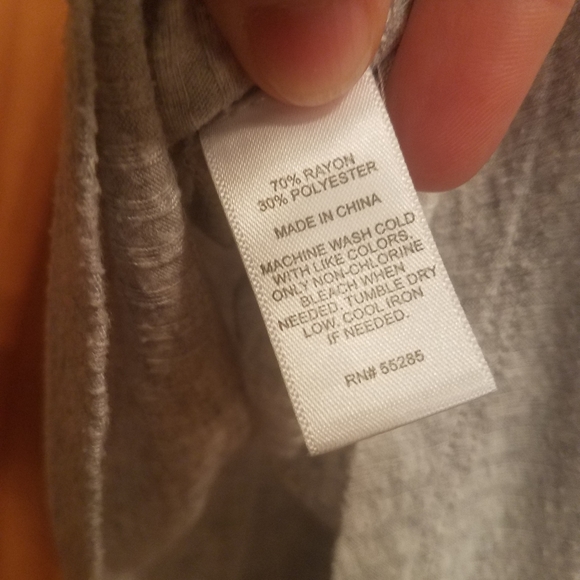 70% RAYON
30% POLYESTER
MADE IN CHINA
MACHINE WASH COLD
WITH LIKE COLORS.
ONLY NON-CHLORINE
BLEACH WHEN
NEEDED. TUMBLE DRY
LOW. COOL IRON
IF NEEDED.
RN# 55285